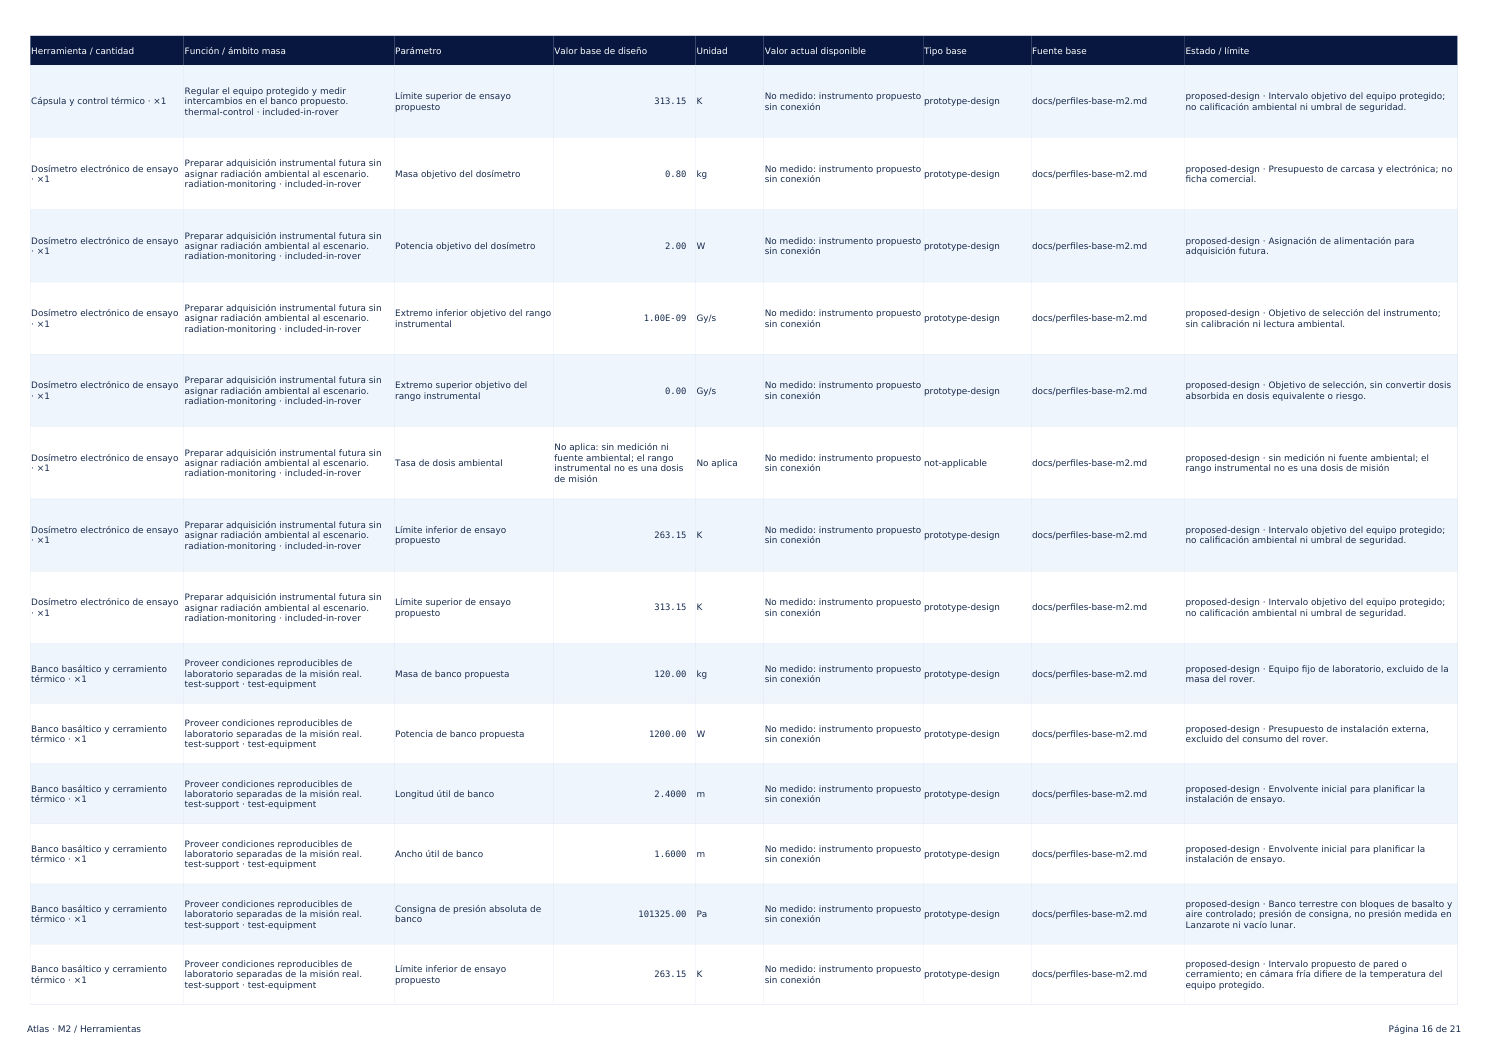 Herramienta / cantidad Función / ámbito masa Parámetro Valor base de diseño Unidad Valor actual disponible Tipo base Fuente base Estado / límite
Cápsula y control térmico · ×1
Regular el equipo protegido y medir
intercambios en el banco propuesto.
thermal-control · included-in-rover
Límite superior de ensayo
propuesto
313.15
K
No medido: instrumento propuesto
sin conexión
prototype-design
docs/perfiles-base-m2.md
proposed-design · Intervalo objetivo del equipo protegido;
no calificación ambiental ni umbral de seguridad.
Dosímetro electrónico de ensayo
· ×1
Preparar adquisición instrumental futura sin
asignar radiación ambiental al escenario.
radiation-monitoring · included-in-rover
Masa objetivo del dosímetro
0.80
kg
No medido: instrumento propuesto
sin conexión
prototype-design
docs/perfiles-base-m2.md
proposed-design · Presupuesto de carcasa y electrónica; no
ficha comercial.
Dosímetro electrónico de ensayo
· ×1
Preparar adquisición instrumental futura sin
asignar radiación ambiental al escenario.
radiation-monitoring · included-in-rover
Potencia objetivo del dosímetro
2.00
W
No medido: instrumento propuesto
sin conexión
prototype-design
docs/perfiles-base-m2.md
proposed-design · Asignación de alimentación para
adquisición futura.
Dosímetro electrónico de ensayo
· ×1
Preparar adquisición instrumental futura sin
asignar radiación ambiental al escenario.
radiation-monitoring · included-in-rover
Extremo inferior objetivo del rango
instrumental
1.00E-09
Gy/s
No medido: instrumento propuesto
sin conexión
prototype-design
docs/perfiles-base-m2.md
proposed-design · Objetivo de selección del instrumento;
sin calibración ni lectura ambiental.
Dosímetro electrónico de ensayo
· ×1
Preparar adquisición instrumental futura sin
asignar radiación ambiental al escenario.
radiation-monitoring · included-in-rover
Extremo superior objetivo del
rango instrumental
0.00
Gy/s
No medido: instrumento propuesto
sin conexión
prototype-design
docs/perfiles-base-m2.md
proposed-design · Objetivo de selección, sin convertir dosis
absorbida en dosis equivalente o riesgo.
Dosímetro electrónico de ensayo
· ×1
Preparar adquisición instrumental futura sin
asignar radiación ambiental al escenario.
radiation-monitoring · included-in-rover
Tasa de dosis ambiental
No aplica: sin medición ni
fuente ambiental; el rango
instrumental no es una dosis
de misión
No aplica
No medido: instrumento propuesto
sin conexión
not-applicable
docs/perfiles-base-m2.md
proposed-design · sin medición ni fuente ambiental; el
rango instrumental no es una dosis de misión
Dosímetro electrónico de ensayo
· ×1
Preparar adquisición instrumental futura sin
asignar radiación ambiental al escenario.
radiation-monitoring · included-in-rover
Límite inferior de ensayo
propuesto
263.15
K
No medido: instrumento propuesto
sin conexión
prototype-design
docs/perfiles-base-m2.md
proposed-design · Intervalo objetivo del equipo protegido;
no calificación ambiental ni umbral de seguridad.
Dosímetro electrónico de ensayo
· ×1
Preparar adquisición instrumental futura sin
asignar radiación ambiental al escenario.
radiation-monitoring · included-in-rover
Límite superior de ensayo
propuesto
313.15
K
No medido: instrumento propuesto
sin conexión
prototype-design
docs/perfiles-base-m2.md
proposed-design · Intervalo objetivo del equipo protegido;
no calificación ambiental ni umbral de seguridad.
Banco basáltico y cerramiento
térmico · ×1
Proveer condiciones reproducibles de
laboratorio separadas de la misión real.
test-support · test-equipment
Masa de banco propuesta
120.00
kg
No medido: instrumento propuesto
sin conexión
prototype-design
docs/perfiles-base-m2.md
proposed-design · Equipo fijo de laboratorio, excluido de la
masa del rover.
Banco basáltico y cerramiento
térmico · ×1
Proveer condiciones reproducibles de
laboratorio separadas de la misión real.
test-support · test-equipment
Potencia de banco propuesta
1200.00
W
No medido: instrumento propuesto
sin conexión
prototype-design
docs/perfiles-base-m2.md
proposed-design · Presupuesto de instalación externa,
excluido del consumo del rover.
Banco basáltico y cerramiento
térmico · ×1
Proveer condiciones reproducibles de
laboratorio separadas de la misión real.
test-support · test-equipment
Longitud útil de banco
2.4000
m
No medido: instrumento propuesto
sin conexión
prototype-design
docs/perfiles-base-m2.md
proposed-design · Envolvente inicial para planificar la
instalación de ensayo.
Banco basáltico y cerramiento
térmico · ×1
Proveer condiciones reproducibles de
laboratorio separadas de la misión real.
test-support · test-equipment
Ancho útil de banco
1.6000
m
No medido: instrumento propuesto
sin conexión
prototype-design
docs/perfiles-base-m2.md
proposed-design · Envolvente inicial para planificar la
instalación de ensayo.
Banco basáltico y cerramiento
térmico · ×1
Proveer condiciones reproducibles de
laboratorio separadas de la misión real.
test-support · test-equipment
Consigna de presión absoluta de
banco
101325.00
Pa
No medido: instrumento propuesto
sin conexión
prototype-design
docs/perfiles-base-m2.md
proposed-design · Banco terrestre con bloques de basalto y
aire controlado; presión de consigna, no presión medida en
Lanzarote ni vacío lunar.
Banco basáltico y cerramiento
térmico · ×1
Proveer condiciones reproducibles de
laboratorio separadas de la misión real.
test-support · test-equipment
Límite inferior de ensayo
propuesto
263.15
K
No medido: instrumento propuesto
sin conexión
prototype-design
docs/perfiles-base-m2.md
proposed-design · Intervalo propuesto de pared o
cerramiento; en cámara fría difiere de la temperatura del
equipo protegido.
Atlas · M2 / Herramientas
Página 16 de 21